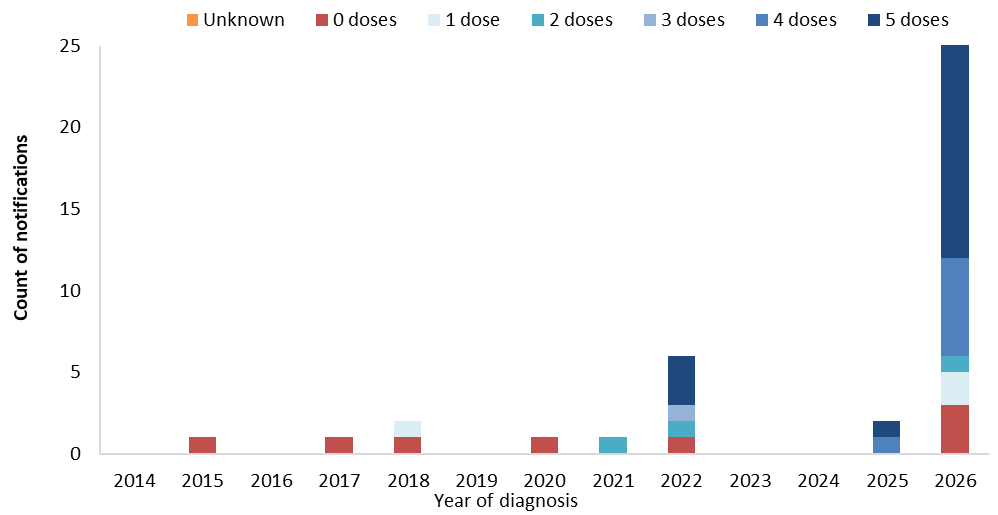 Unknown 0 doses 1 dose 2 doses 3 doses 4 doses 5 doses
25
20
15
10
5
0
Count of notifications
2014 2015 2016 2017 2018 2019 2020 2021 2022 2023 2024 2025 2026
Year of diagnosis